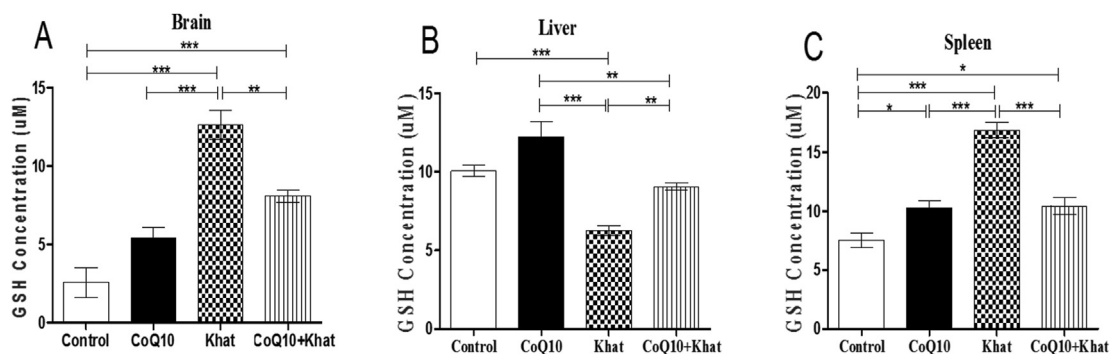 A
Brain
***
***
***
**
GSH Concentration (uM)
15
10
5
0
Control
CoQ10
Khat
CoQ10+Khat
B
Liver
***
**
***
**
GSH Concentration (uM)
15
10
5
0
Control
CoQ10
Khat
CoQ10+Khat
C
Spleen
*
***
*
***
***
GSH Concentration (uM)
20
15
10
5
0
Control
CoQ10
Khat
CoQ10+Khat